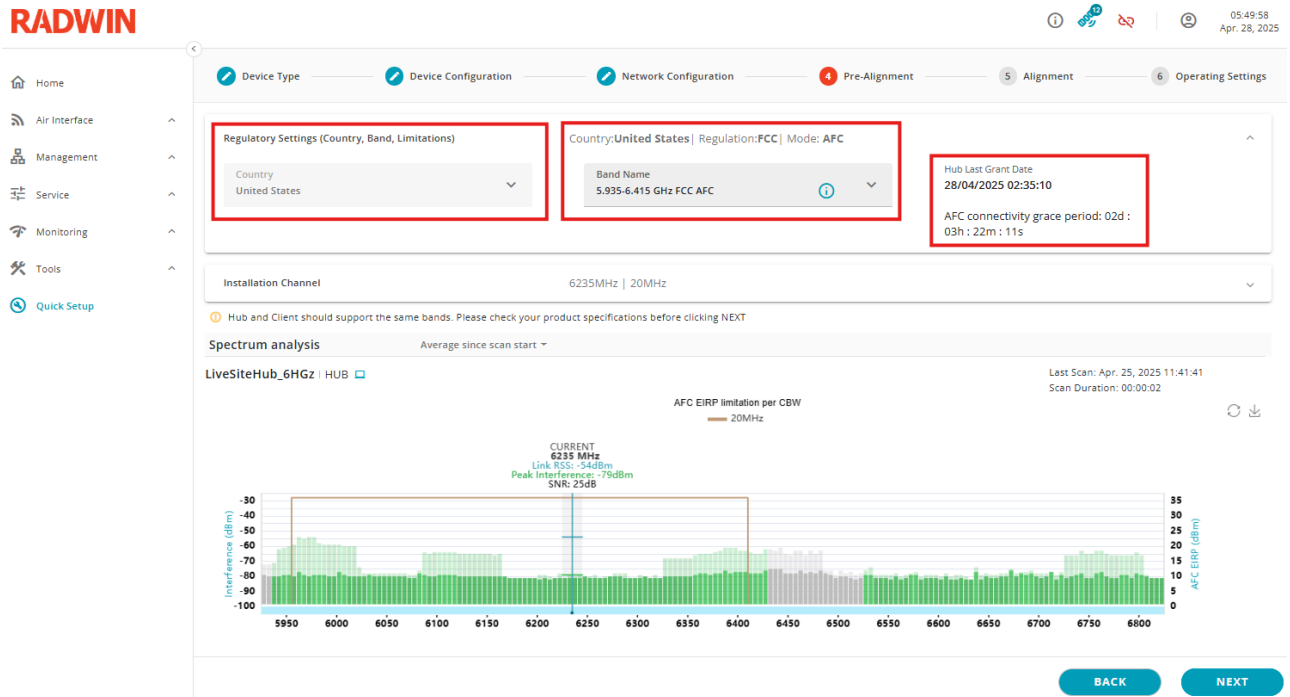 RADWIN
12
05:49:58
Apr. 28, 2025
Home
Air Interface
Management
Service
Monitoring
Tools
Quick Setup
Device Type
Device Configuration
Network Configuration
4 Pre-Alignment
5 Alignment
6 Operating Settings
Regulatory Settings (Country, Band, Limitations)
Country
United States
Country:United States| Regulation:FCC| Mode: AFC
Band Name
5.935-6.415 GHz FCC AFC
Hub Last Grant Date
28/04/2025 02:35:10
AFC connectivity grace period: 02d :
03h : 22m : 11s
Installation Channel 6235MHz | 20MHz
Hub and Client should support the same bands. Please check your product specifications before clicking NEXT
Spectrum analysis Average since scan start
LiveSiteHub_6HGz | HUB
Last Scan: Apr. 25, 2025 11:41:41
Scan Duration: 00:00:02
AFC EIRP limitation per CBW
20MHz
CURRENT
6235 MHz
Link RSS: -54dBm
Peak Interference: -79dBm
SNR: 25dB
Interference (dBm)
-30
-40
-50
-60
-70
-80
-90
-100
35
30
25
20
15
10
5
0
AFC EIRP (dBm)
5950 6000 6050 6100 6150 6200 6250 6300 6350 6400 6450 6500 6550 6600 6650 6700 6750 6800
BACK
NEXT